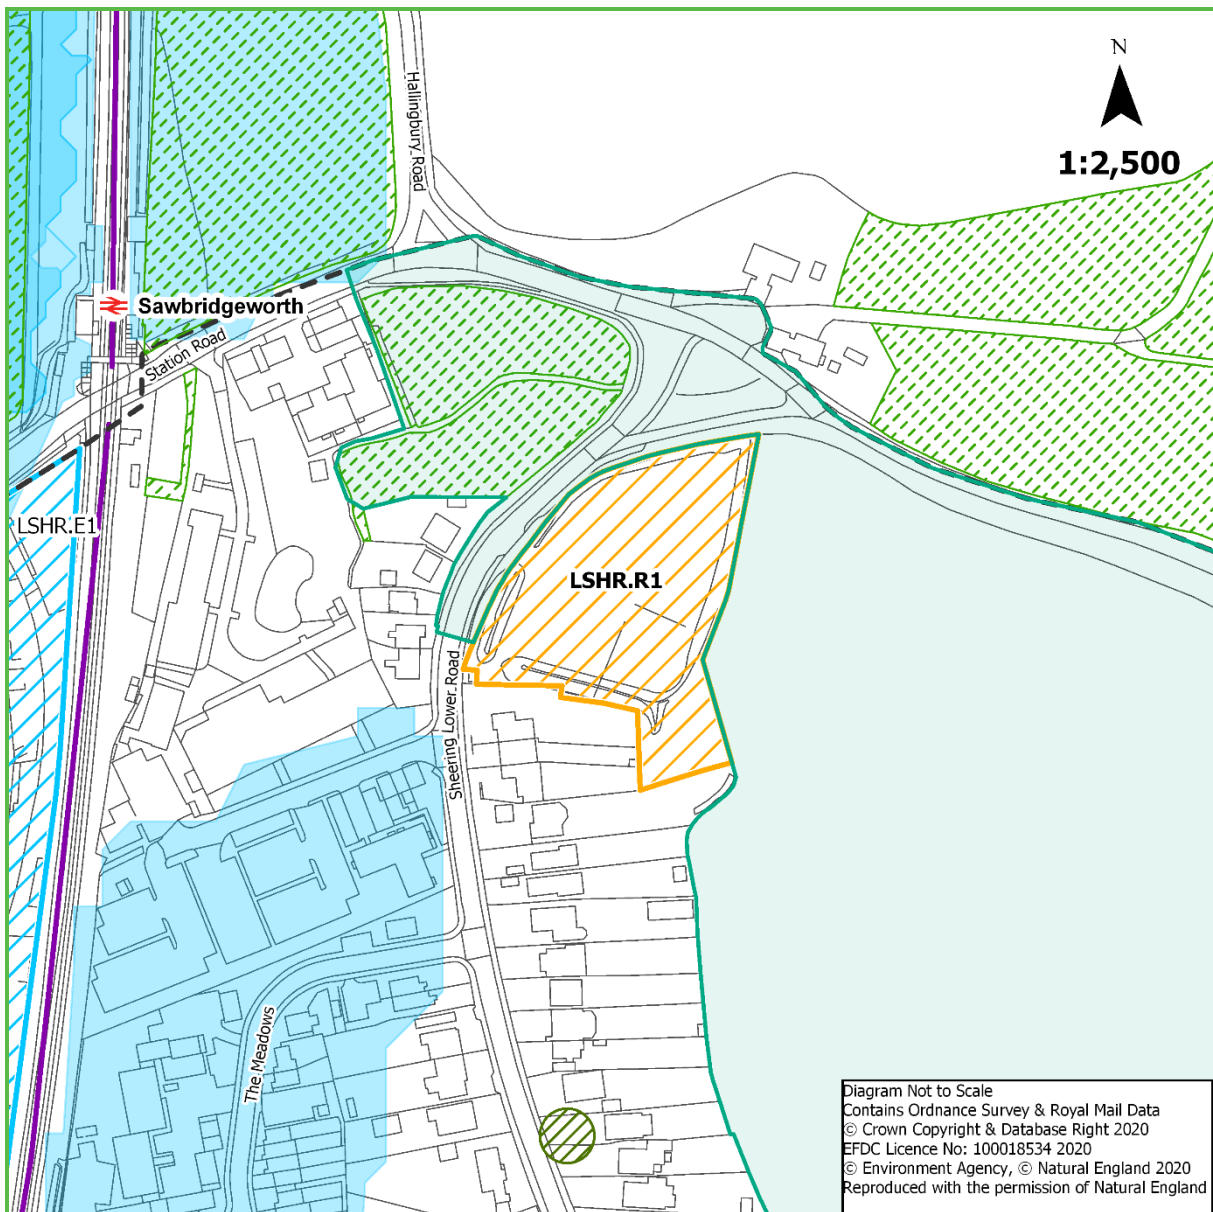 N
1:2,500
Hallingbury Road
Sawbridgeworth
Station Road
LSHR.E1
LSHR.R1
Sheering Lower Road
The Meadows
Diagram Not to Scale
Contains Ordnance Survey & Royal Mail Data
© Crown Copyright & Database Right 2020
EFDC Licence No: 100018534 2020
© Environment Agency, © Natural England 2020
Reproduced with the permission of Natural England